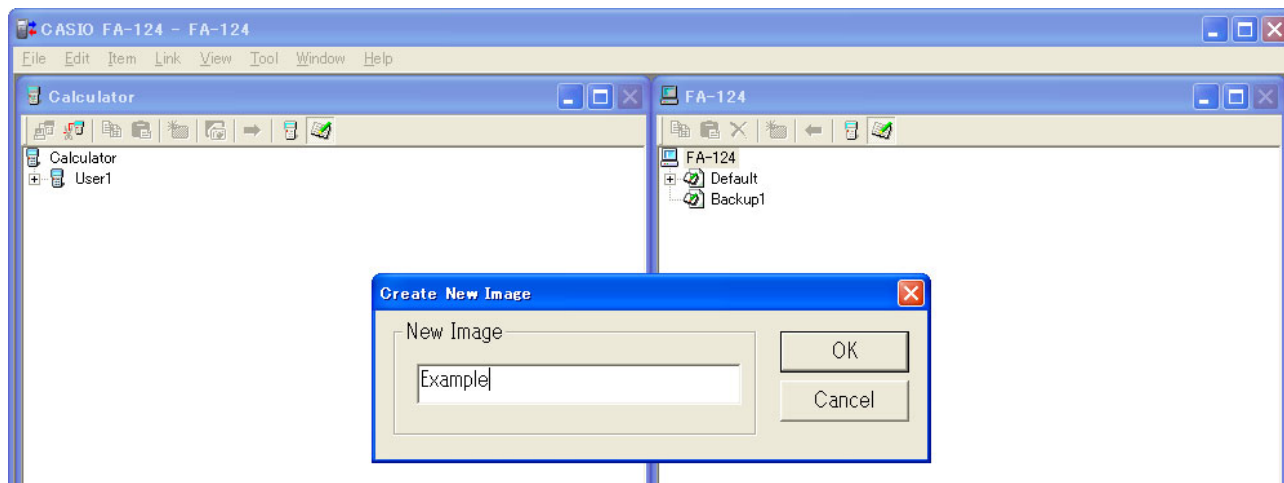 CASIO FA-124 - FA-124
File Edit Item Link View Tool Window Help
Calculator
FA-124
Calculator
User1
FA-124
Default
Backup1
Create New Image
New Image
Example
OK
Cancel